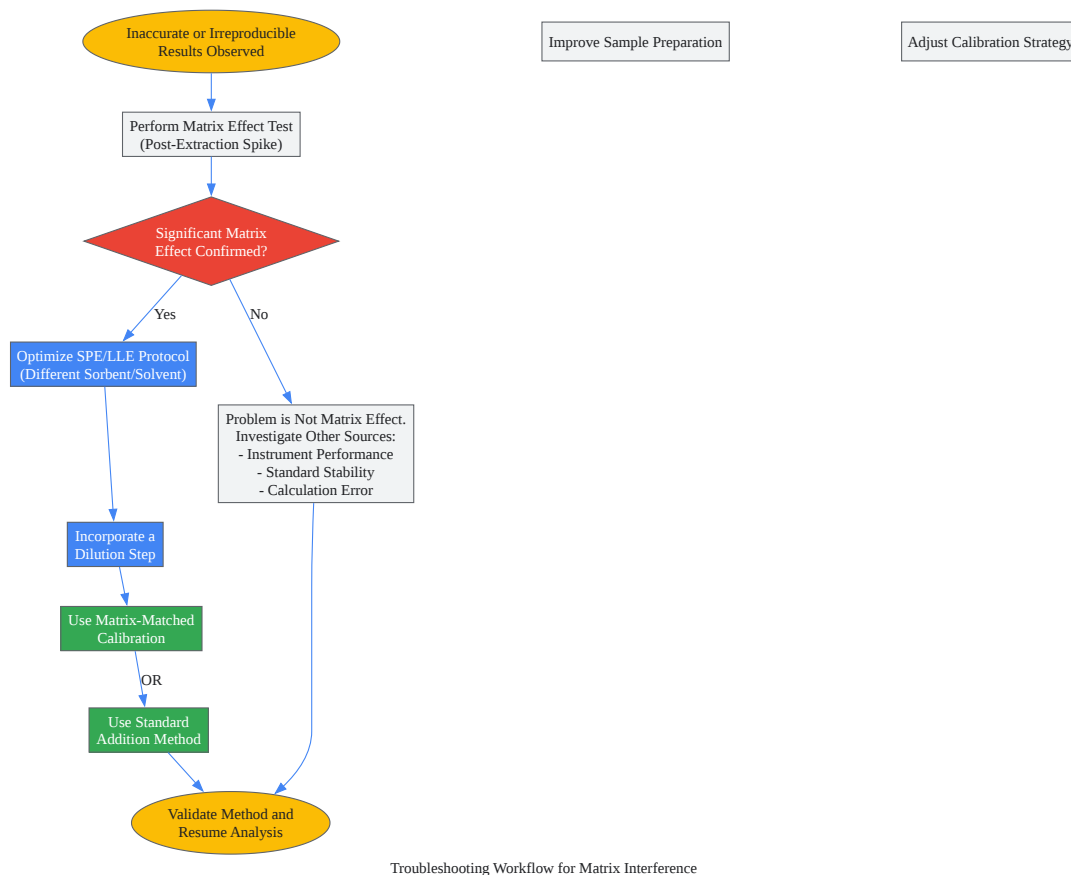 Inaccurate or Irreproducible
Results Observed
Improve Sample Preparation
Adjust Calibration Strategy
Perform Matrix Effect Test
(Post-Extraction Spike)
Significant Matrix
Effect Confirmed?
Yes
No
Optimize SPE/LLE Protocol
(Different Sorbent/Solvent)
Problem is Not Matrix Effect.
Investigate Other Sources:
- Instrument Performance
- Standard Stability
- Calculation Error
Incorporate a
Dilution Step
Use Matrix-Matched
Calibration
OR
Use Standard
Addition Method
Validate Method and
Resume Analysis
Troubleshooting Workflow for Matrix Interference